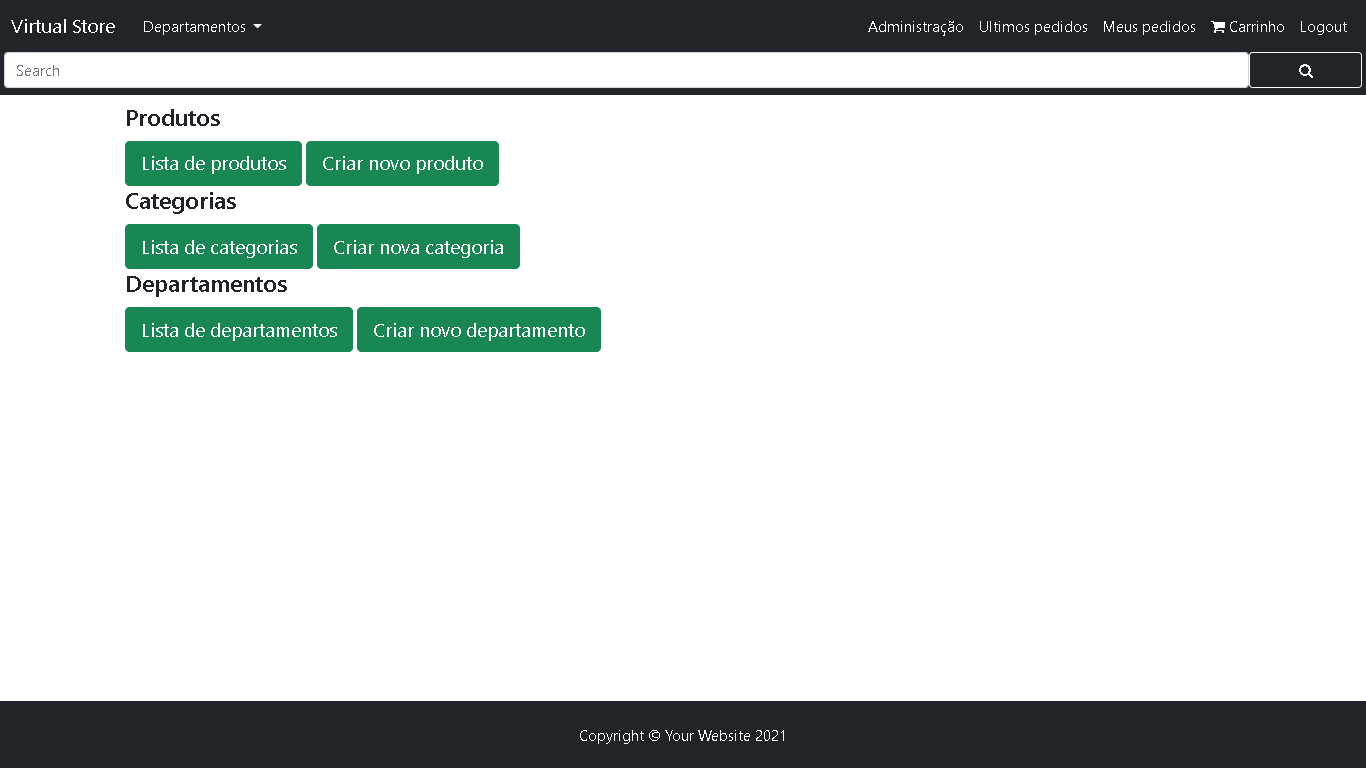 Virtual Store Departamentos Administração Ultimos pedidos Meus pedidos Carrinho Logout
Search
Produtos
Lista de produtos Criar novo produto
Categorias
Lista de categorias Criar nova categoria
Departamentos
Lista de departamentos Criar novo departamento
Copyright © Your Website 2021